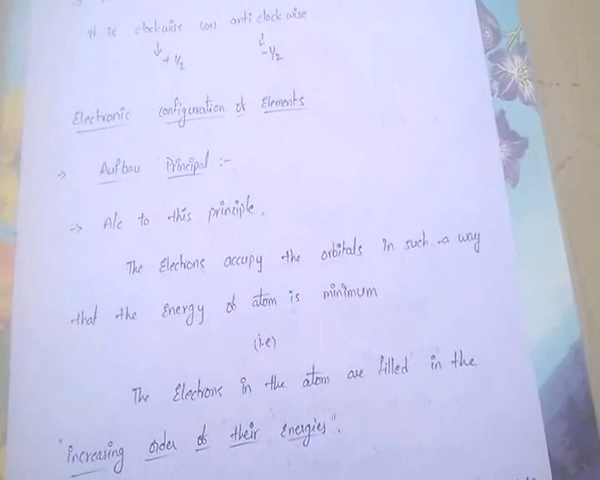 It is clockwise (or) anti clock wise
↓ +1/2 ↓ -1/2
Electronic configuration of Elements
→ Aufbau Principal :-
→ A/c to this principle.
The Electrons occupy the orbitals in such a way
that the Energy of atom is minimum
(i.e)
The Electrons in the atom are filled in the
"increasing order of their Energies".